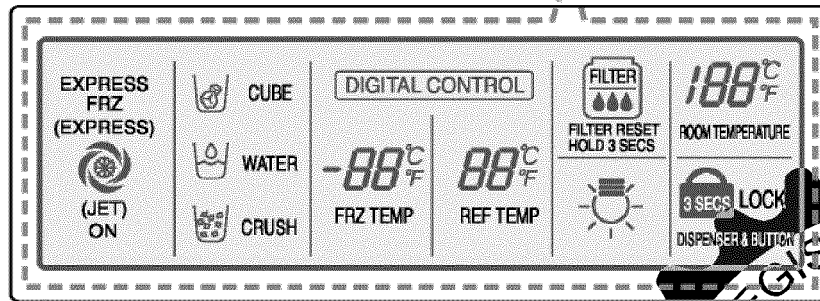 EXPRESS
FRZ
(EXPRESS)
(JET)
ON
CUBE
WATER
CRUSH
DIGITAL CONTROL
-88°C °F
FRZ TEMP
88°C °F
REF TEMP
FILTER
FILTER RESET
HOLD 3 SECS
188°C °F
ROOM TEMPERATURE
3 SECS LOCK
DISPENSER & BUTTON